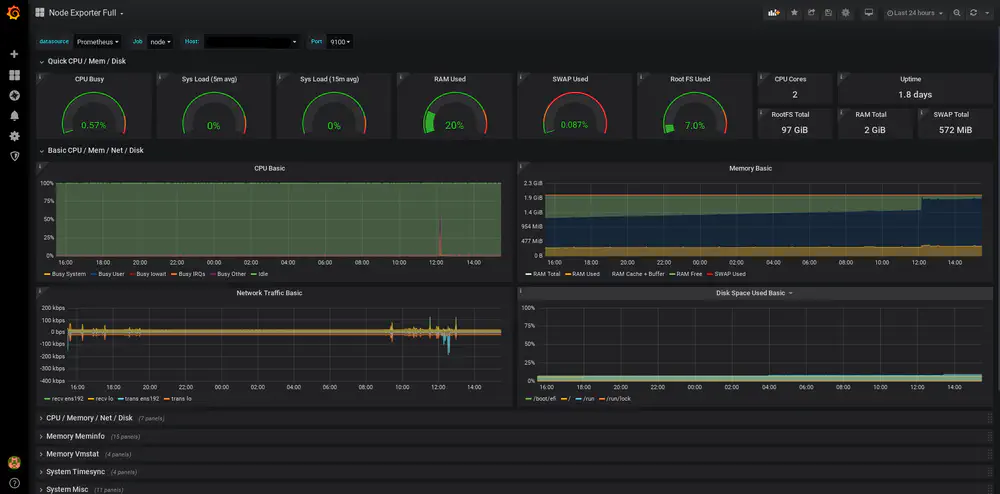 Node Exporter Full
Last 24 hours
datasource Prometheus Job node Host: Port 9100
Quick CPU / Mem / Disk
CPU Busy
0.57%
Sys Load (5m avg)
0%
Sys Load (15m avg)
0%
RAM Used
20%
SWAP Used
0.087%
Root FS Used
7.0%
CPU Cores
2
Uptime
1.8 days
RootFS Total
97 GiB
RAM Total
2 GiB
SWAP Total
572 MiB
Basic CPU / Mem / Net / Disk
CPU Basic
100%
75%
50%
25%
0%
16:00 18:00 20:00 22:00 00:00 02:00 04:00 06:00 08:00 10:00 12:00 14:00
Busy System Busy User Busy Iowait Busy IRQs Busy Other Idle
Memory Basic
2.3 GiB
1.9 GiB
1.4 GiB
954 MiB
477 MiB
0 B
16:00 18:00 20:00 22:00 00:00 02:00 04:00 06:00 08:00 10:00 12:00 14:00
RAM Total RAM Used RAM Cache + Buffer RAM Free SWAP Used
Network Traffic Basic
200 kbps
100 kbps
0 bps
-100 kbps
-200 kbps
-300 kbps
-400 kbps
16:00 18:00 20:00 22:00 00:00 02:00 04:00 06:00 08:00 10:00 12:00 14:00
recv ens192 recv lo trans ens192 trans lo
Disk Space Used Basic
100%
75%
50%
25%
0%
16:00 18:00 20:00 22:00 00:00 02:00 04:00 06:00 08:00 10:00 12:00 14:00
/boot/efi / /run /run/lock
CPU / Memory / Net / Disk (7 panels)
Memory Meminfo (15 panels)
Memory Vmstat (4 panels)
System Timesync (4 panels)
System Misc (11 panels)